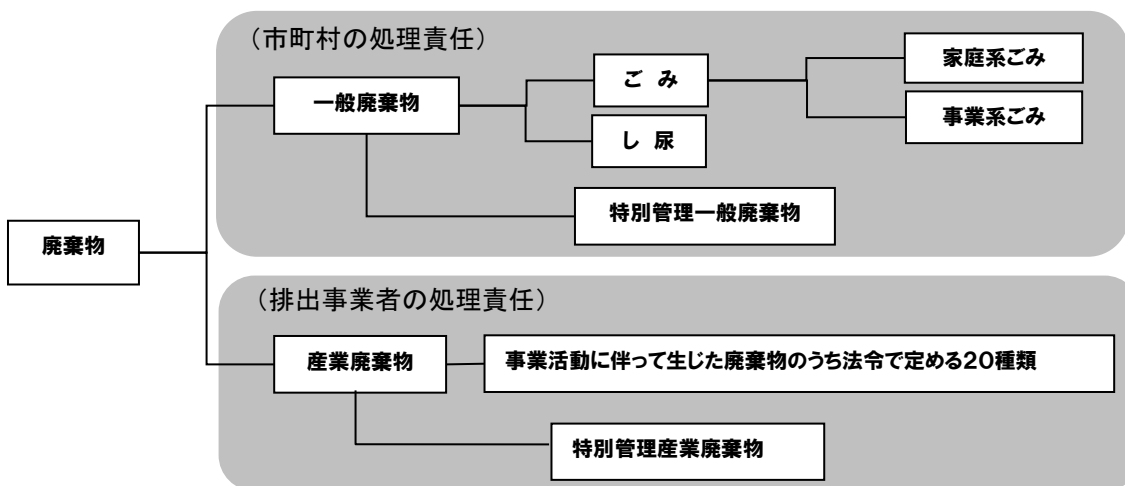 (市町村の処理責任)
家庭系ごみ
ご み
一般廃棄物
事業系ごみ
し 尿
特別管理一般廃棄物
廃棄物
(排出事業者の処理責任)
産業廃棄物
事業活動に伴って生じた廃棄物のうち法令で定める20種類
特別管理産業廃棄物